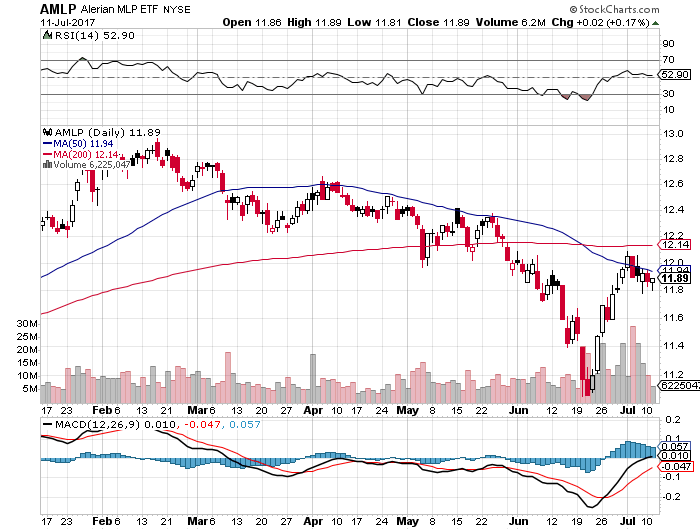 AMLP Alerian MLP ETF NYSE
© StockCharts.com
11-Jul-2017
Open 11.86 High 11.89 Low 11.81 Close 11.89 Volume 6.2M Chg +0.02 (+0.17%)
RSI(14) 52.90
90
70
52.90
30
10
AMLP (Daily) 11.89
MA(50) 11.94
MA(200) 12.14
Volume 6,225,047
13.0
12.8
12.6
12.4
12.2
12.14
12.0
11.94
11.89
11.8
11.6
11.4
11.2
6225047
30M
25M
20M
15M
10M
5M
17 23 Feb 6 13 21 Mar 6 13 20 27 Apr 10 17 24 May 8 15 22 Jun 12 19 26 Jul 10
MACD(12,26,9) 0.010, -0.047, 0.057
0.2
0.1
0.057
0.010
-0.047
-0.1
-0.2
17 23 Feb 6 13 21 Mar 6 13 20 27 Apr 10 17 24 May 8 15 22 Jun 12 19 26 Jul 10